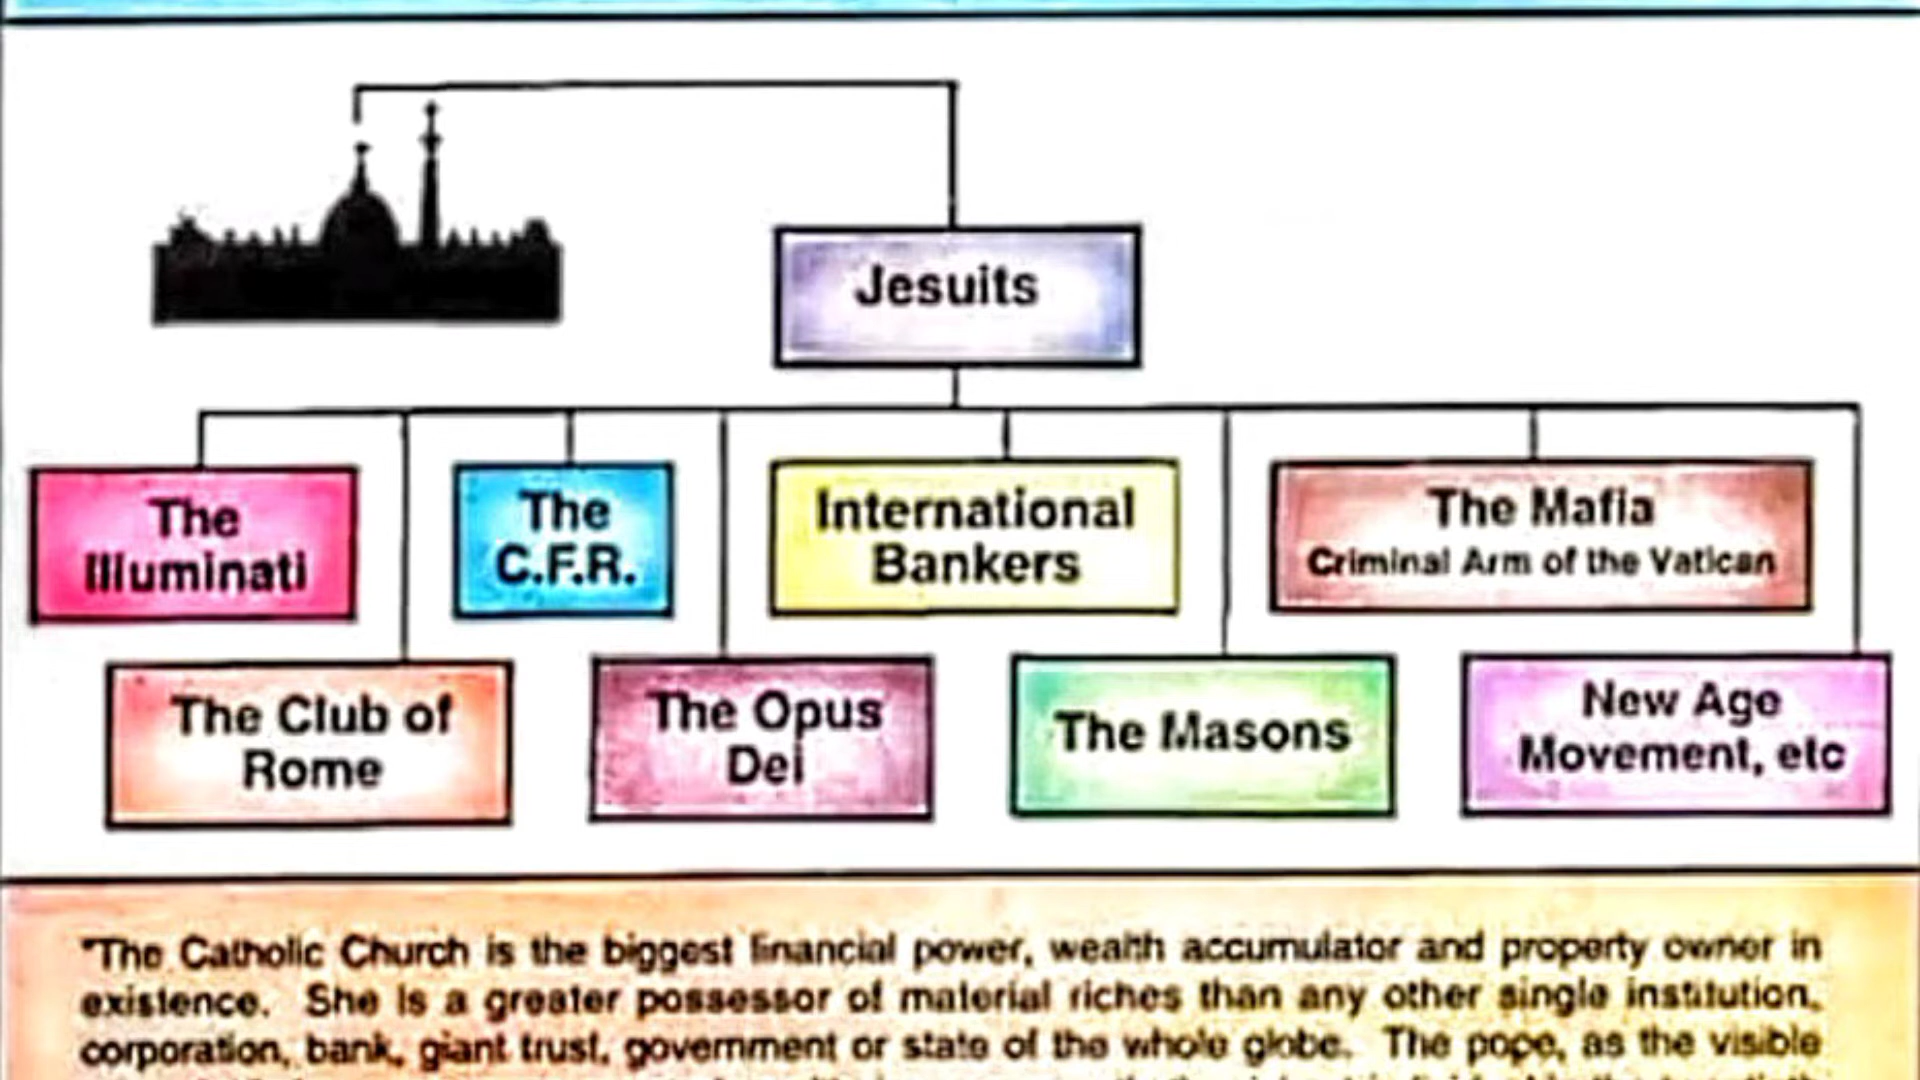 Jesuits
The
Illuminati
The
C.F.R.
International
Bankers
The Mafia
Criminal Arm of the Vatican
The Club of
Rome
The Opus
Dei
The Masons
New Age
Movement, etc
"The Catholic Church is the biggest financial power, wealth accumulator and property owner in
existence. She is a greater possessor of material riches than any other single institution,
corporation, bank, giant trust, government or state of the whole globe. The pope, as the visible